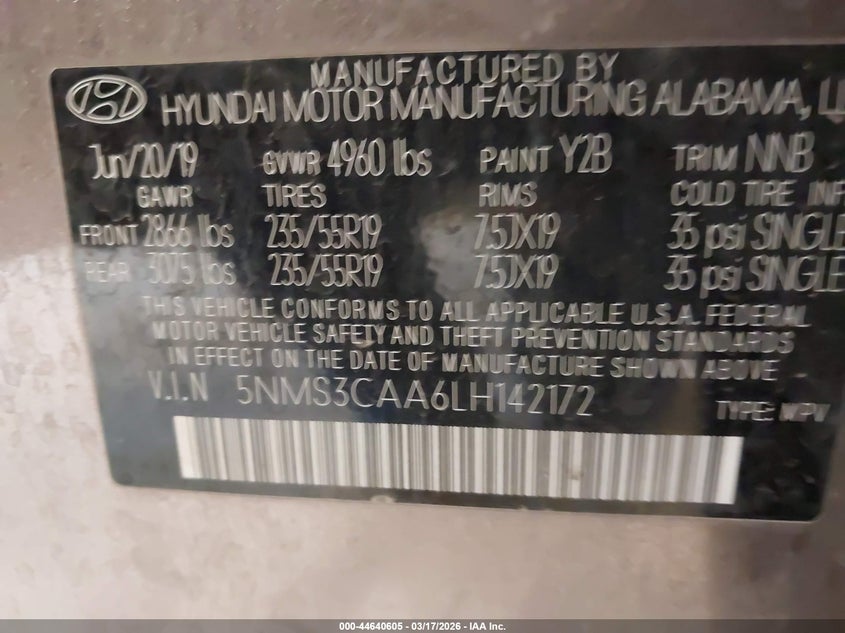 MANUFACTURED BY
HYUNDAI MOTOR MANUFACTURING ALABAMA, LL
Jun/20/19 GVWR 4960 lbs PAINT Y2B TRIM NNB
GAWR TIRES RIMS COLD TIRE INF
FRONT 2866 lbs 235/55R19 7.5JX19 35 psi SINGLE
REAR 3075 lbs 235/55R19 7.5JX19 35 psi SINGLE
THIS VEHICLE CONFORMS TO ALL APPLICABLE U.S.A. FEDERAL
MOTOR VEHICLE SAFETY AND THEFT PREVENTION STANDARDS
IN EFFECT ON THE DATE OF MANUFACTURE SHOWN ABOVE
V.I.N 5NMS3CAA6LH142172 TYPE: MPV
000-44640605 — 03/17/2026 — IAA Inc.